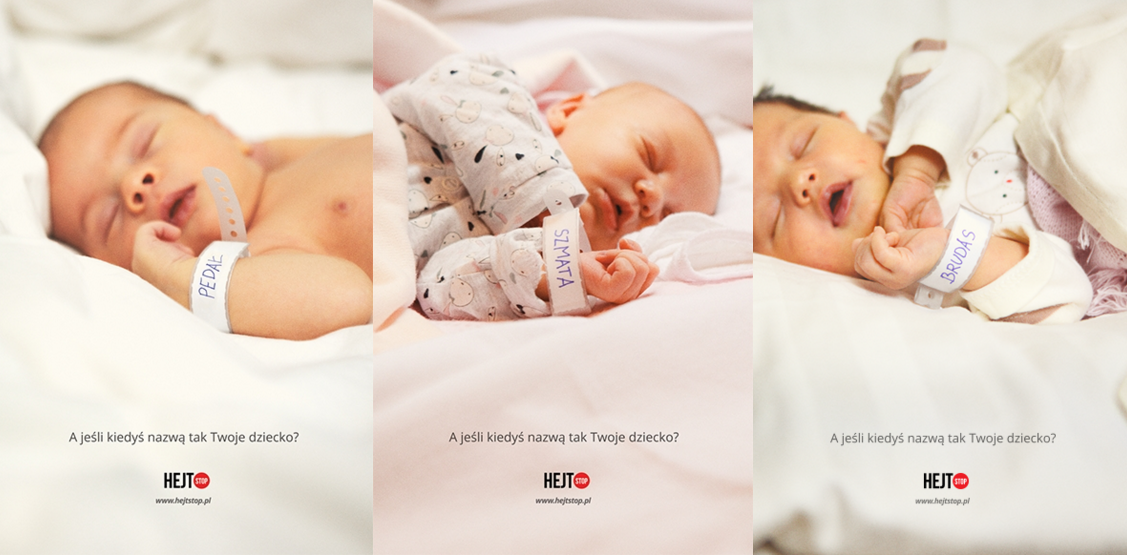 PEDAŁ
A jeśli kiedyś nazwą tak Twoje dziecko?
HEJT STOP
www.hejtstop.pl
SZMATA
A jeśli kiedyś nazwą tak Twoje dziecko?
HEJT STOP
www.hejtstop.pl
BRUDAS
A jeśli kiedyś nazwą tak Twoje dziecko?
HEJT STOP
www.hejtstop.pl